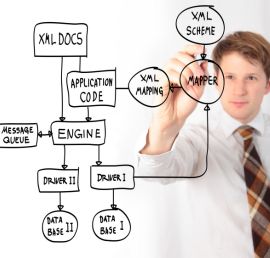 XML DOCS
XML
SCHEME
APPLICATION
CODE
XML
MAPPING
MAPPER
MESSAGE
QUEUE
ENGINE
DRIVER II
DRIVER I
DATA
BASE II
DATA
BASE I